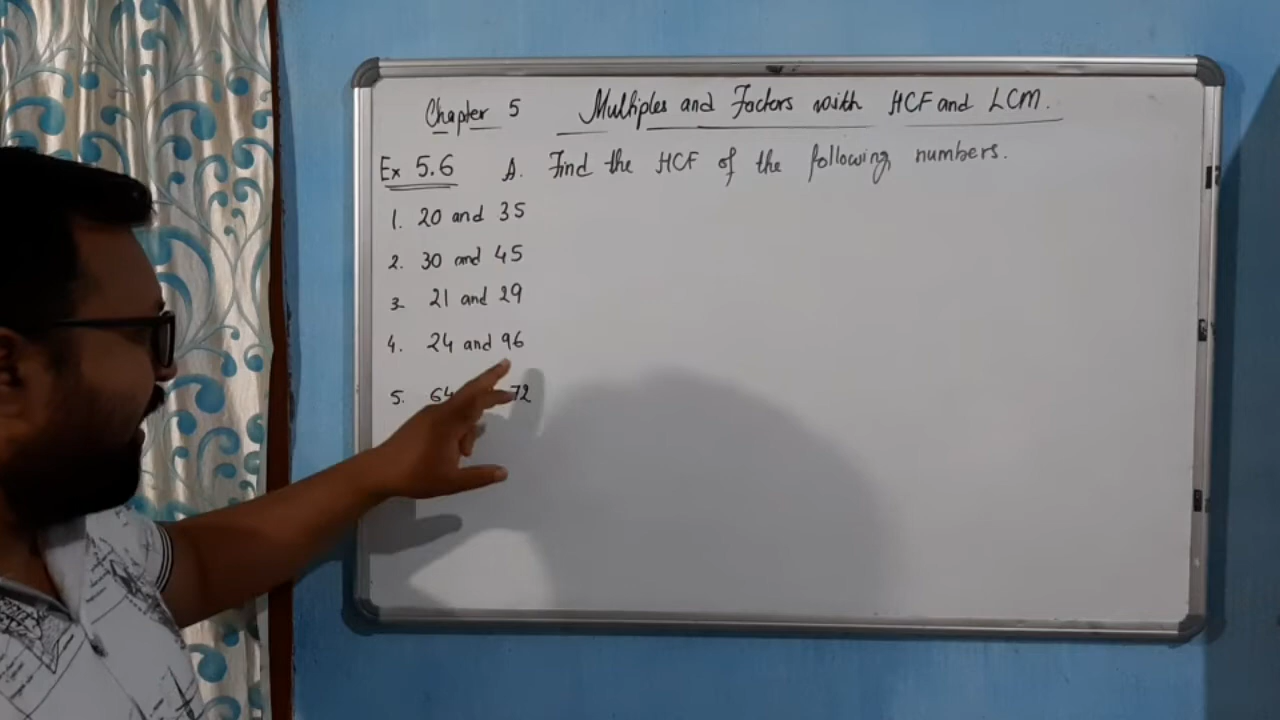 Chapter 5 Multiples and Factors with HCF and LCM.
Ex 5.6 A. Find the HCF of the following numbers.
1. 20 and 35
2. 30 and 45
3. 21 and 29
4. 24 and 96
5. 64 72